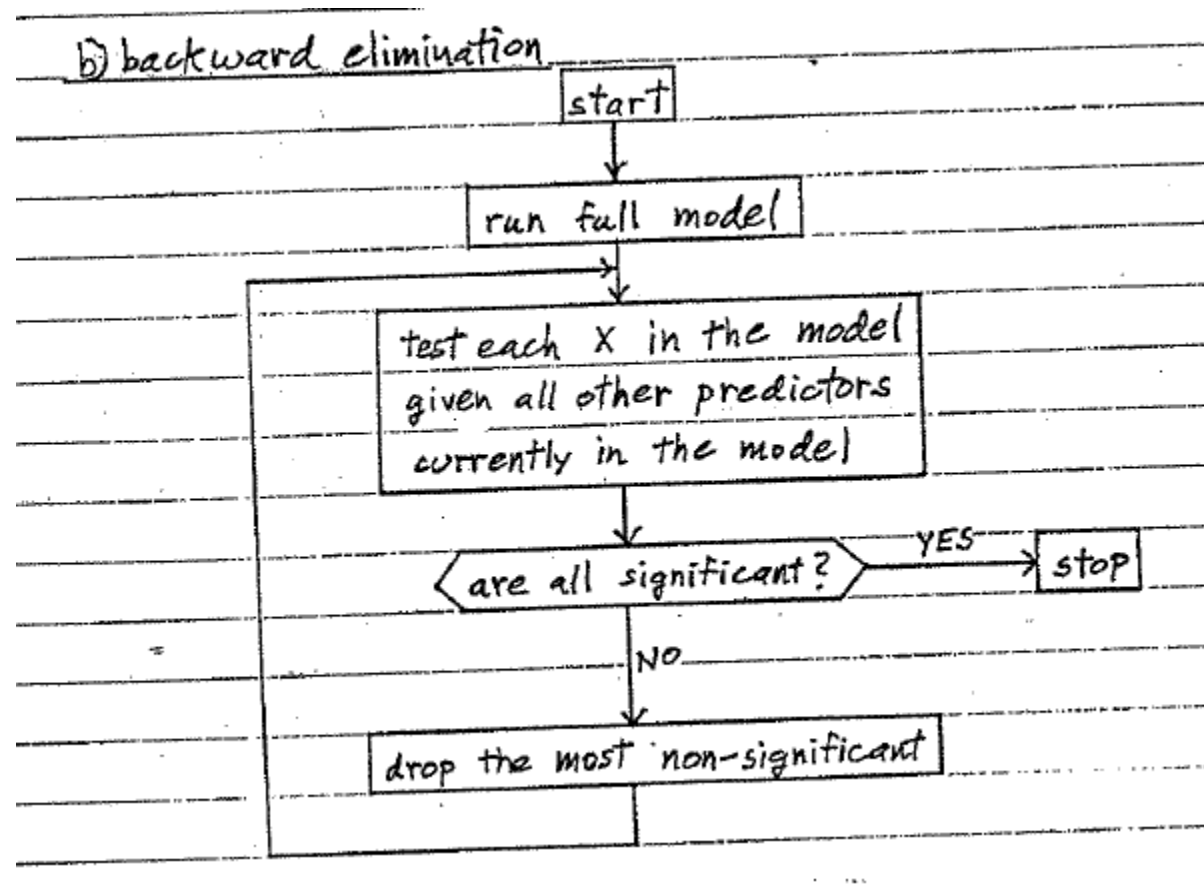 b) backward elimination
start
run full model
test each X in the model
given all other predictors
currently in the model
are all significant?
YES
stop
NO
drop the most non-significant